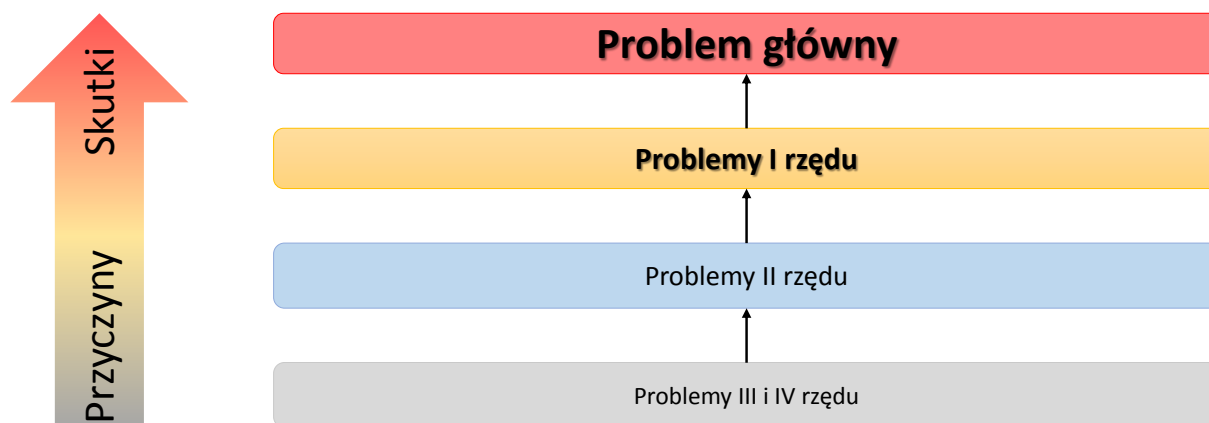 Skutki
Przyczyny
Problem główny
Problemy I rzędu
Problemy II rzędu
Problemy III i IV rzędu